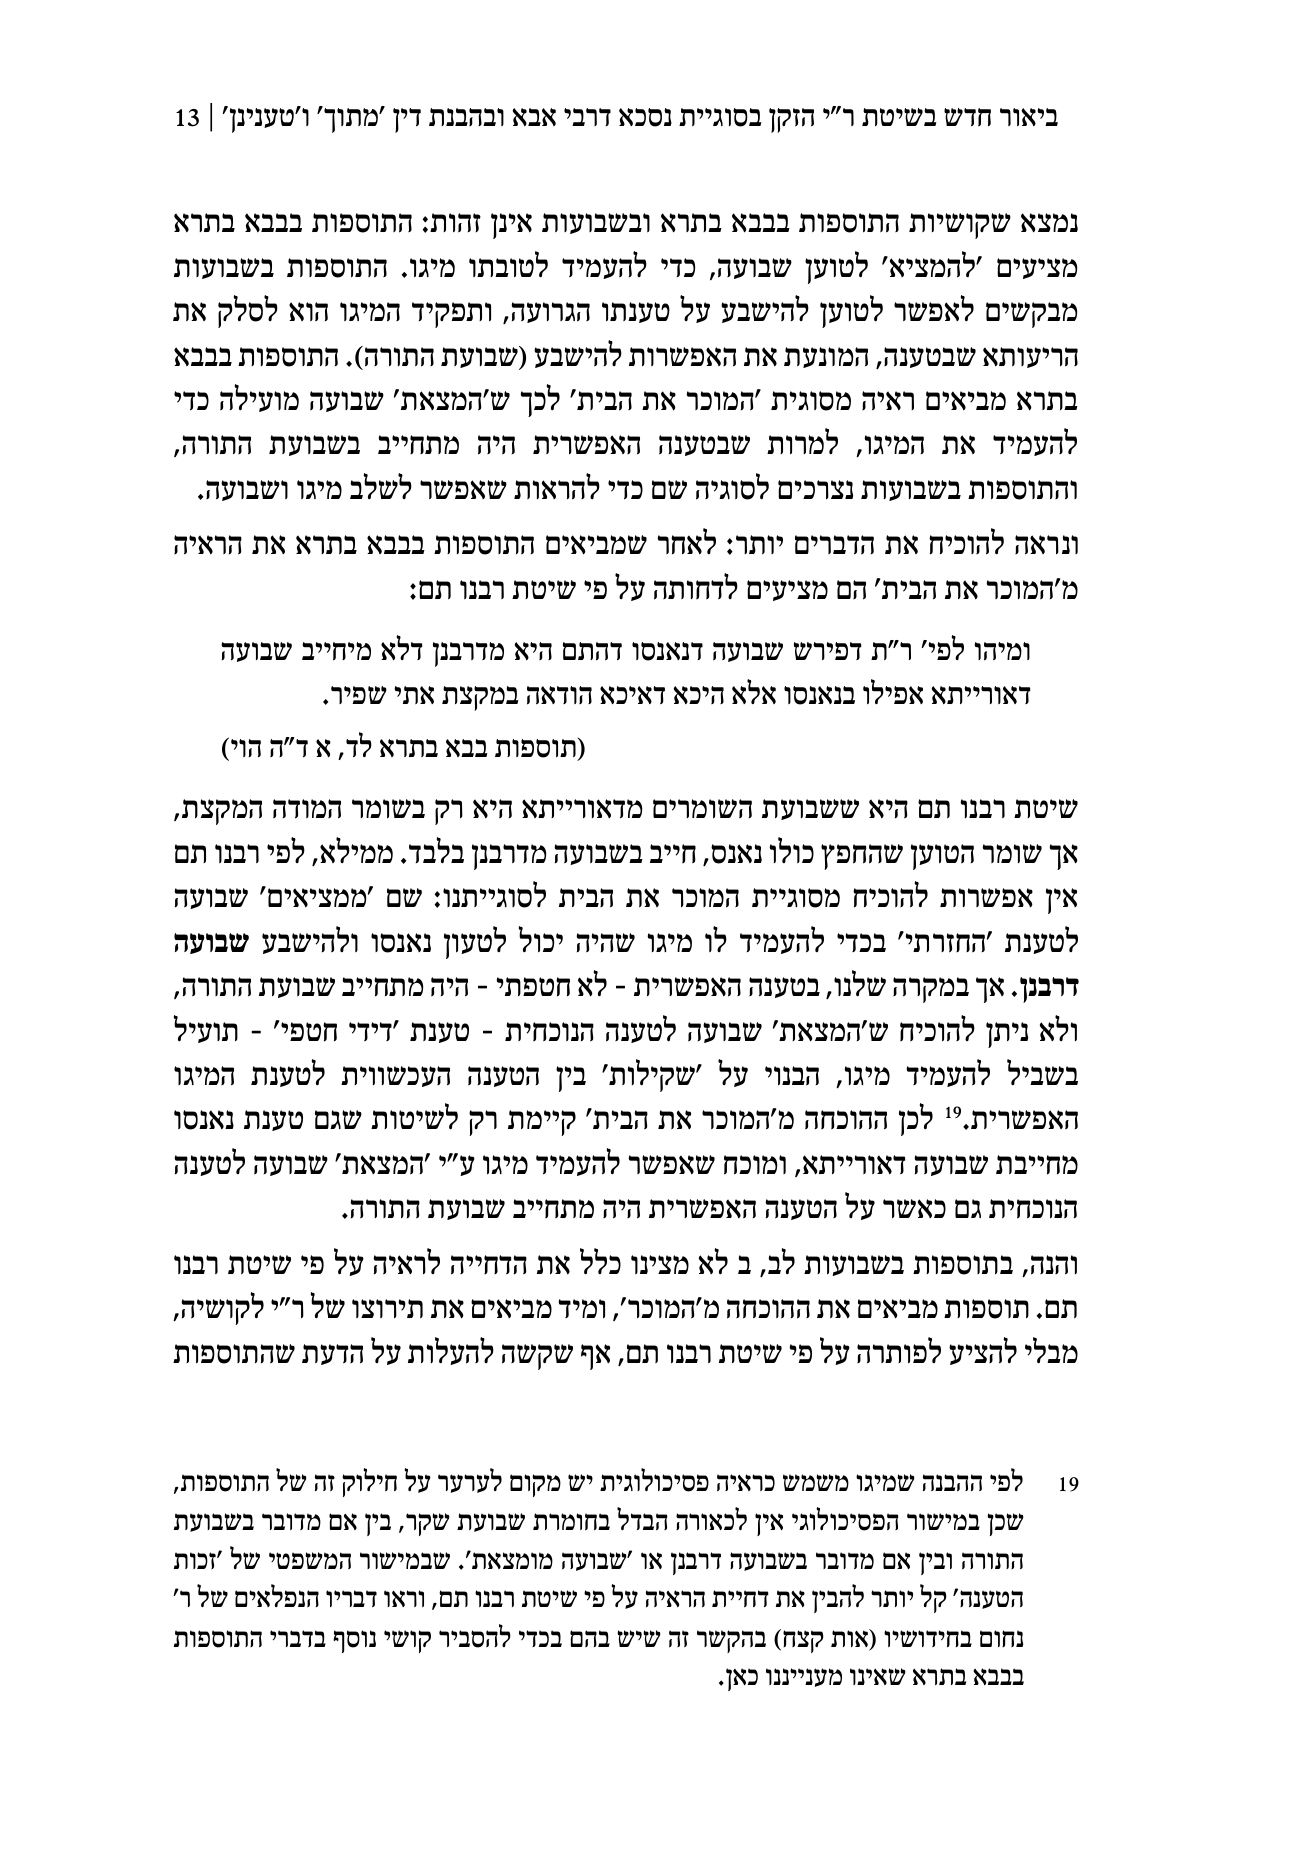 ביאור חדש בשיטת ר"י הזקן בסוגיית נסכא דרבי אבא ובהבנת דין 'מתוך' ו'טענינן' | 13
נמצא שקושיות התוספות בבבא בתרא ובשבועות אינן זהות: התוספות בבבא בתרא
מציעים 'להמציא' לטוען שבועה, כדי להעמיד לטובתו מיגו. התוספות בשבועות
מבקשים לאפשר לטוען להישבע על טענתו הגרועה, ותפקיד המיגו הוא לסלק את
הריעותא שבטענה, המונעת את האפשרות להישבע (שבועת התורה). התוספות בבבא
בתרא מביאים ראיה מסוגית 'המוכר את הבית' לכך ש'המצאת' שבועה מועילה כדי
להעמיד את המיגו, למרות שבטענה האפשרית היה מתחייב בשבועת התורה,
והתוספות בשבועות נצרכים לסוגיה שם כדי להראות שאפשר לשלב מיגו ושבועה.
ונראה להוכיח את הדברים יותר: לאחר שמביאים התוספות בבבא בתרא את הראיה
מ'המוכר את הבית' הם מציעים לדחותה על פי שיטת רבנו תם:
ומיהו לפי' ר"ת דפירש שבועה דנאנסו דהתם היא מדרבנן דלא מיחייב שבועה
דאורייתא אפילו בנאנסו אלא היכא דאיכא הודאה במקצת אתי שפיר.
(תוספות בבא בתרא לד, א ד"ה הוי)
שיטת רבנו תם היא ששבועת השומרים מדאורייתא היא רק בשומר המודה המקצת,
אך שומר הטוען שהחפץ כולו נאנס, חייב בשבועה מדרבנן בלבד. ממילא, לפי רבנו תם
אין אפשרות להוכיח מסוגיית המוכר את הבית לסוגייתנו: שם 'ממציאים' שבועה
לטענת 'החזרתי' בכדי להעמיד לו מיגו שהיה יכול לטעון נאנסו ולהישבע שבועה
דרבנן. אך במקרה שלנו, בטענה האפשרית - לא חטפתי - היה מתחייב שבועת התורה,
ולא ניתן להוכיח ש'המצאת' שבועה לטענה הנוכחית - טענת 'דידי חטפי' - תועיל
בשביל להעמיד מיגו, הבנוי על 'שקילות' בין הטענה העכשווית לטענת המיגו
האפשרית.19 לכן ההוכחה מ'המוכר את הבית' קיימת רק לשיטות שגם טענת נאנסו
מחייבת שבועה דאורייתא, ומוכח שאפשר להעמיד מיגו ע"י 'המצאת' שבועה לטענה
הנוכחית גם כאשר על הטענה האפשרית היה מתחייב שבועת התורה.
והנה, בתוספות בשבועות לב, ב לא מצינו כלל את הדחייה לראיה על פי שיטת רבנו
תם. תוספות מביאים את ההוכחה מ'המוכר', ומיד מביאים את תירוצו של ר"י לקושיה,
מבלי להציע לפותרה על פי שיטת רבנו תם, אף שקשה להעלות על הדעת שהתוספות
19 לפי ההבנה שמיגו משמש כראיה פסיכולוגית יש מקום לערער על חילוק זה של התוספות,
שכן במישור הפסיכולוגי אין לכאורה הבדל בחומרת שבועת שקר, בין אם מדובר בשבועת
התורה ובין אם מדובר בשבועה דרבנן או 'שבועה מומצאת'. שבמישור המשפטי של 'זכות
הטענה' קל יותר להבין את דחיית הראיה על פי שיטת רבנו תם, וראו דבריו הנפלאים של ר'
נחום בחידושיו (אות קצח) בהקשר זה שיש בהם בכדי להסביר קושי נוסף בדברי התוספות
בבבא בתרא שאינו מענייננו כאן.